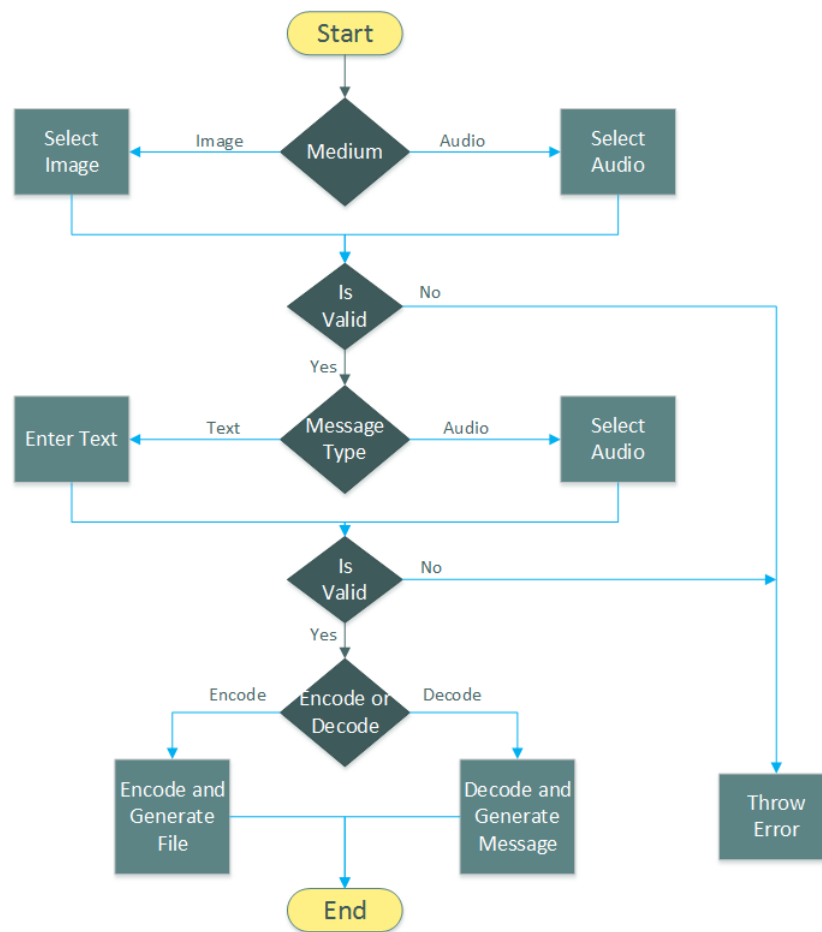 Start
Select
Image
Image
Medium
Audio
Select
Audio
Is
Valid
No
Yes
Enter Text
Text
Message
Type
Audio
Select
Audio
Is
Valid
No
Yes
Encode
Encode or
Decode
Decode
Encode and
Generate
File
Decode and
Generate
Message
Throw
Error
End